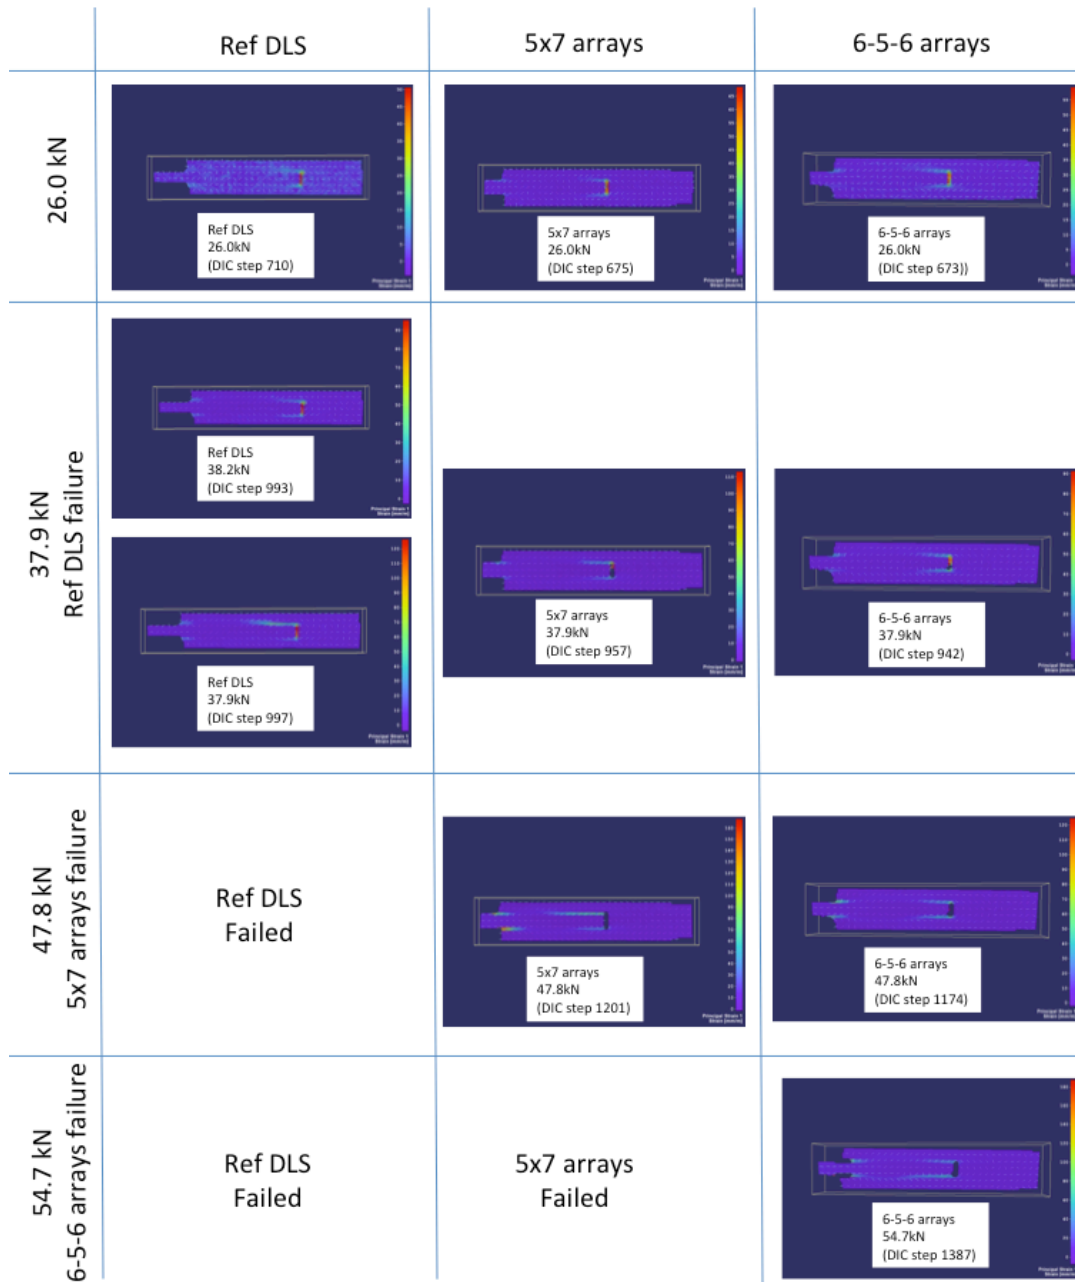 Ref DLS
5x7 arrays
6-5-6 arrays
26.0 kN
Ref DLS
26.0kN
(DIC step 710)
5x7 arrays
26.0kN
(DIC step 675)
6-5-6 arrays
26.0kN
(DIC step 673))
37.9 kN
Ref DLS failure
Ref DLS
38.2kN
(DIC step 993)
Ref DLS
37.9kN
(DIC step 997)
5x7 arrays
37.9kN
(DIC step 957)
6-5-6 arrays
37.9kN
(DIC step 942)
47.8 kN
5x7 arrays failure
Ref DLS
Failed
5x7 arrays
47.8kN
(DIC step 1201)
6-5-6 arrays
47.8kN
(DIC step 1174)
54.7 kN
6-5-6 arrays failure
Ref DLS
Failed
5x7 arrays
Failed
6-5-6 arrays
54.7kN
(DIC step 1387)